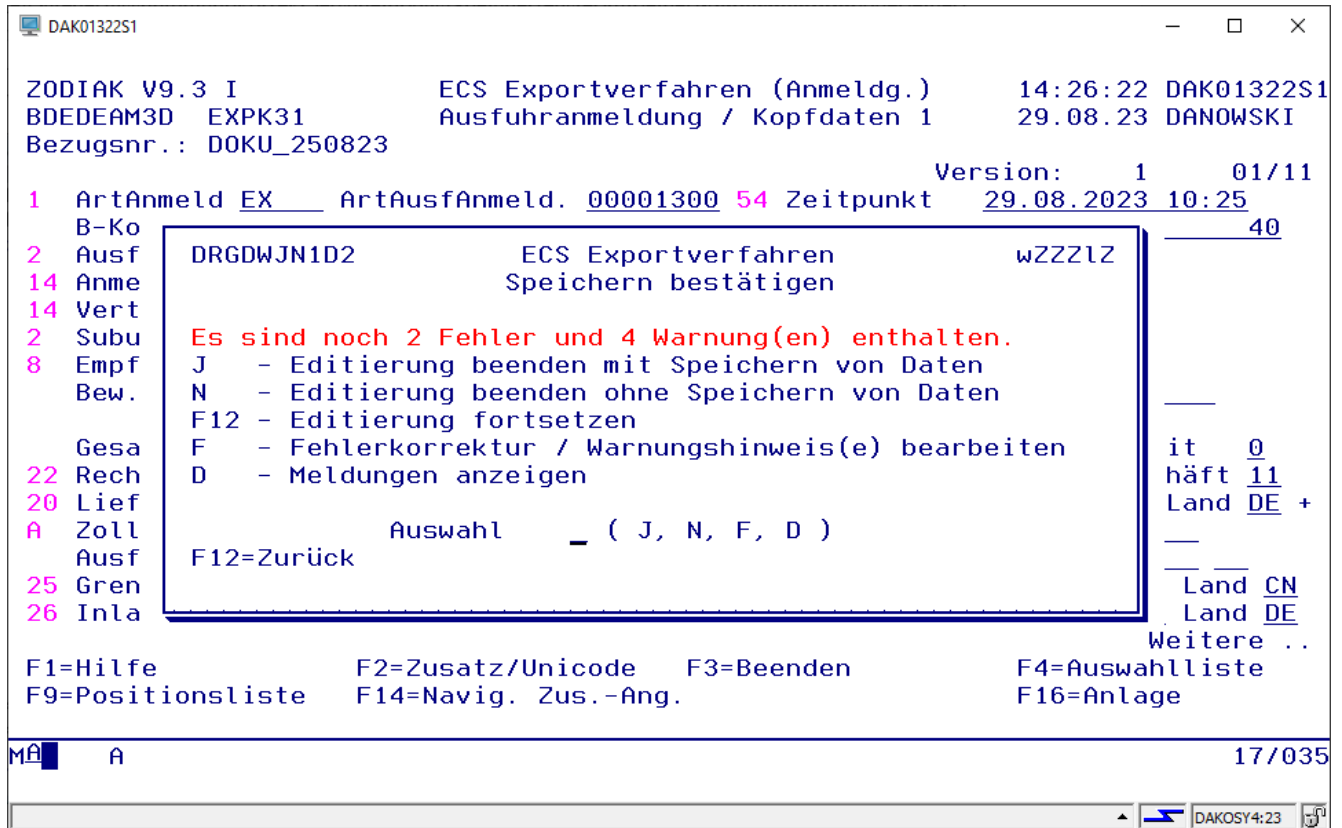 DAK01322S1
ZODIAK V9.3 I ECS Exportverfahren (Anmeldg.) 14:26:22 DAK01322S1
BDEDEAM3D EXPK31 Ausfuhranmeldung / Kopfdaten 1 29.08.23 DANOWSKI
Bezugsnr.: DOKU_250823
Version: 1 01/11
1 ArtAnmeld EX ArtAusfAnmeld. 00001300 54 Zeitpunkt 29.08.2023 10:25
B-Ko 40
2 Ausf DRGDWJN1D2 ECS Exportverfahren wZZZlZ
14 Anme Speichern bestätigen
14 Vert
2 Subu Es sind noch 2 Fehler und 4 Warnung(en) enthalten.
8 Empf J - Editierung beenden mit Speichern von Daten
Bew. N - Editierung beenden ohne Speichern von Daten
F12 - Editierung fortsetzen
Gesa F - Fehlerkorrektur / Warnungshinweis(e) bearbeiten it 0
22 Rech D - Meldungen anzeigen häft 11
20 Lief Land DE +
A Zoll Auswahl _ ( J, N, F, D )
Ausf F12=Zurück
25 Gren Land CN
26 Inla Land DE
Weitere ..
F1=Hilfe F2=Zusatz/Unicode F3=Beenden F4=Auswahlliste
F9=Positionsliste F14=Navig. Zus.-Ang. F16=Anlage
MA A 17/035
DAKOSY4:23